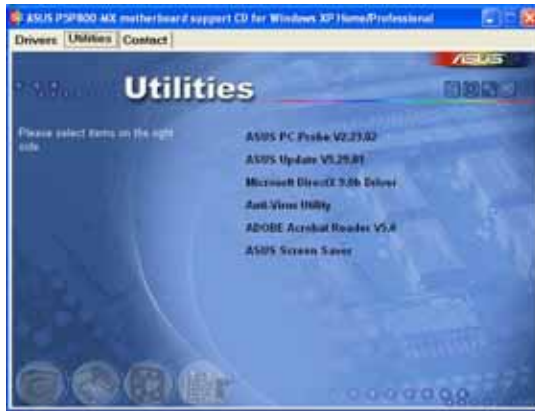 ASUS P5P800-MX motherboard support CD for Windows XP Home/Professional
Drivers Utilities Contact
ASUS
Utilities
Please select items on the right
side.
ASUS PC Probe V2.23.02
ASUS Update V5.29.01
Microsoft DirectX 9.0b Driver
Anti-Virus Utility
ADOBE Acrobat Reader V5.0
ASUS Screen Saver